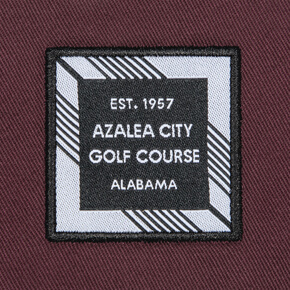 EST. 1957
AZALEA CITY
GOLF COURSE
ALABAMA